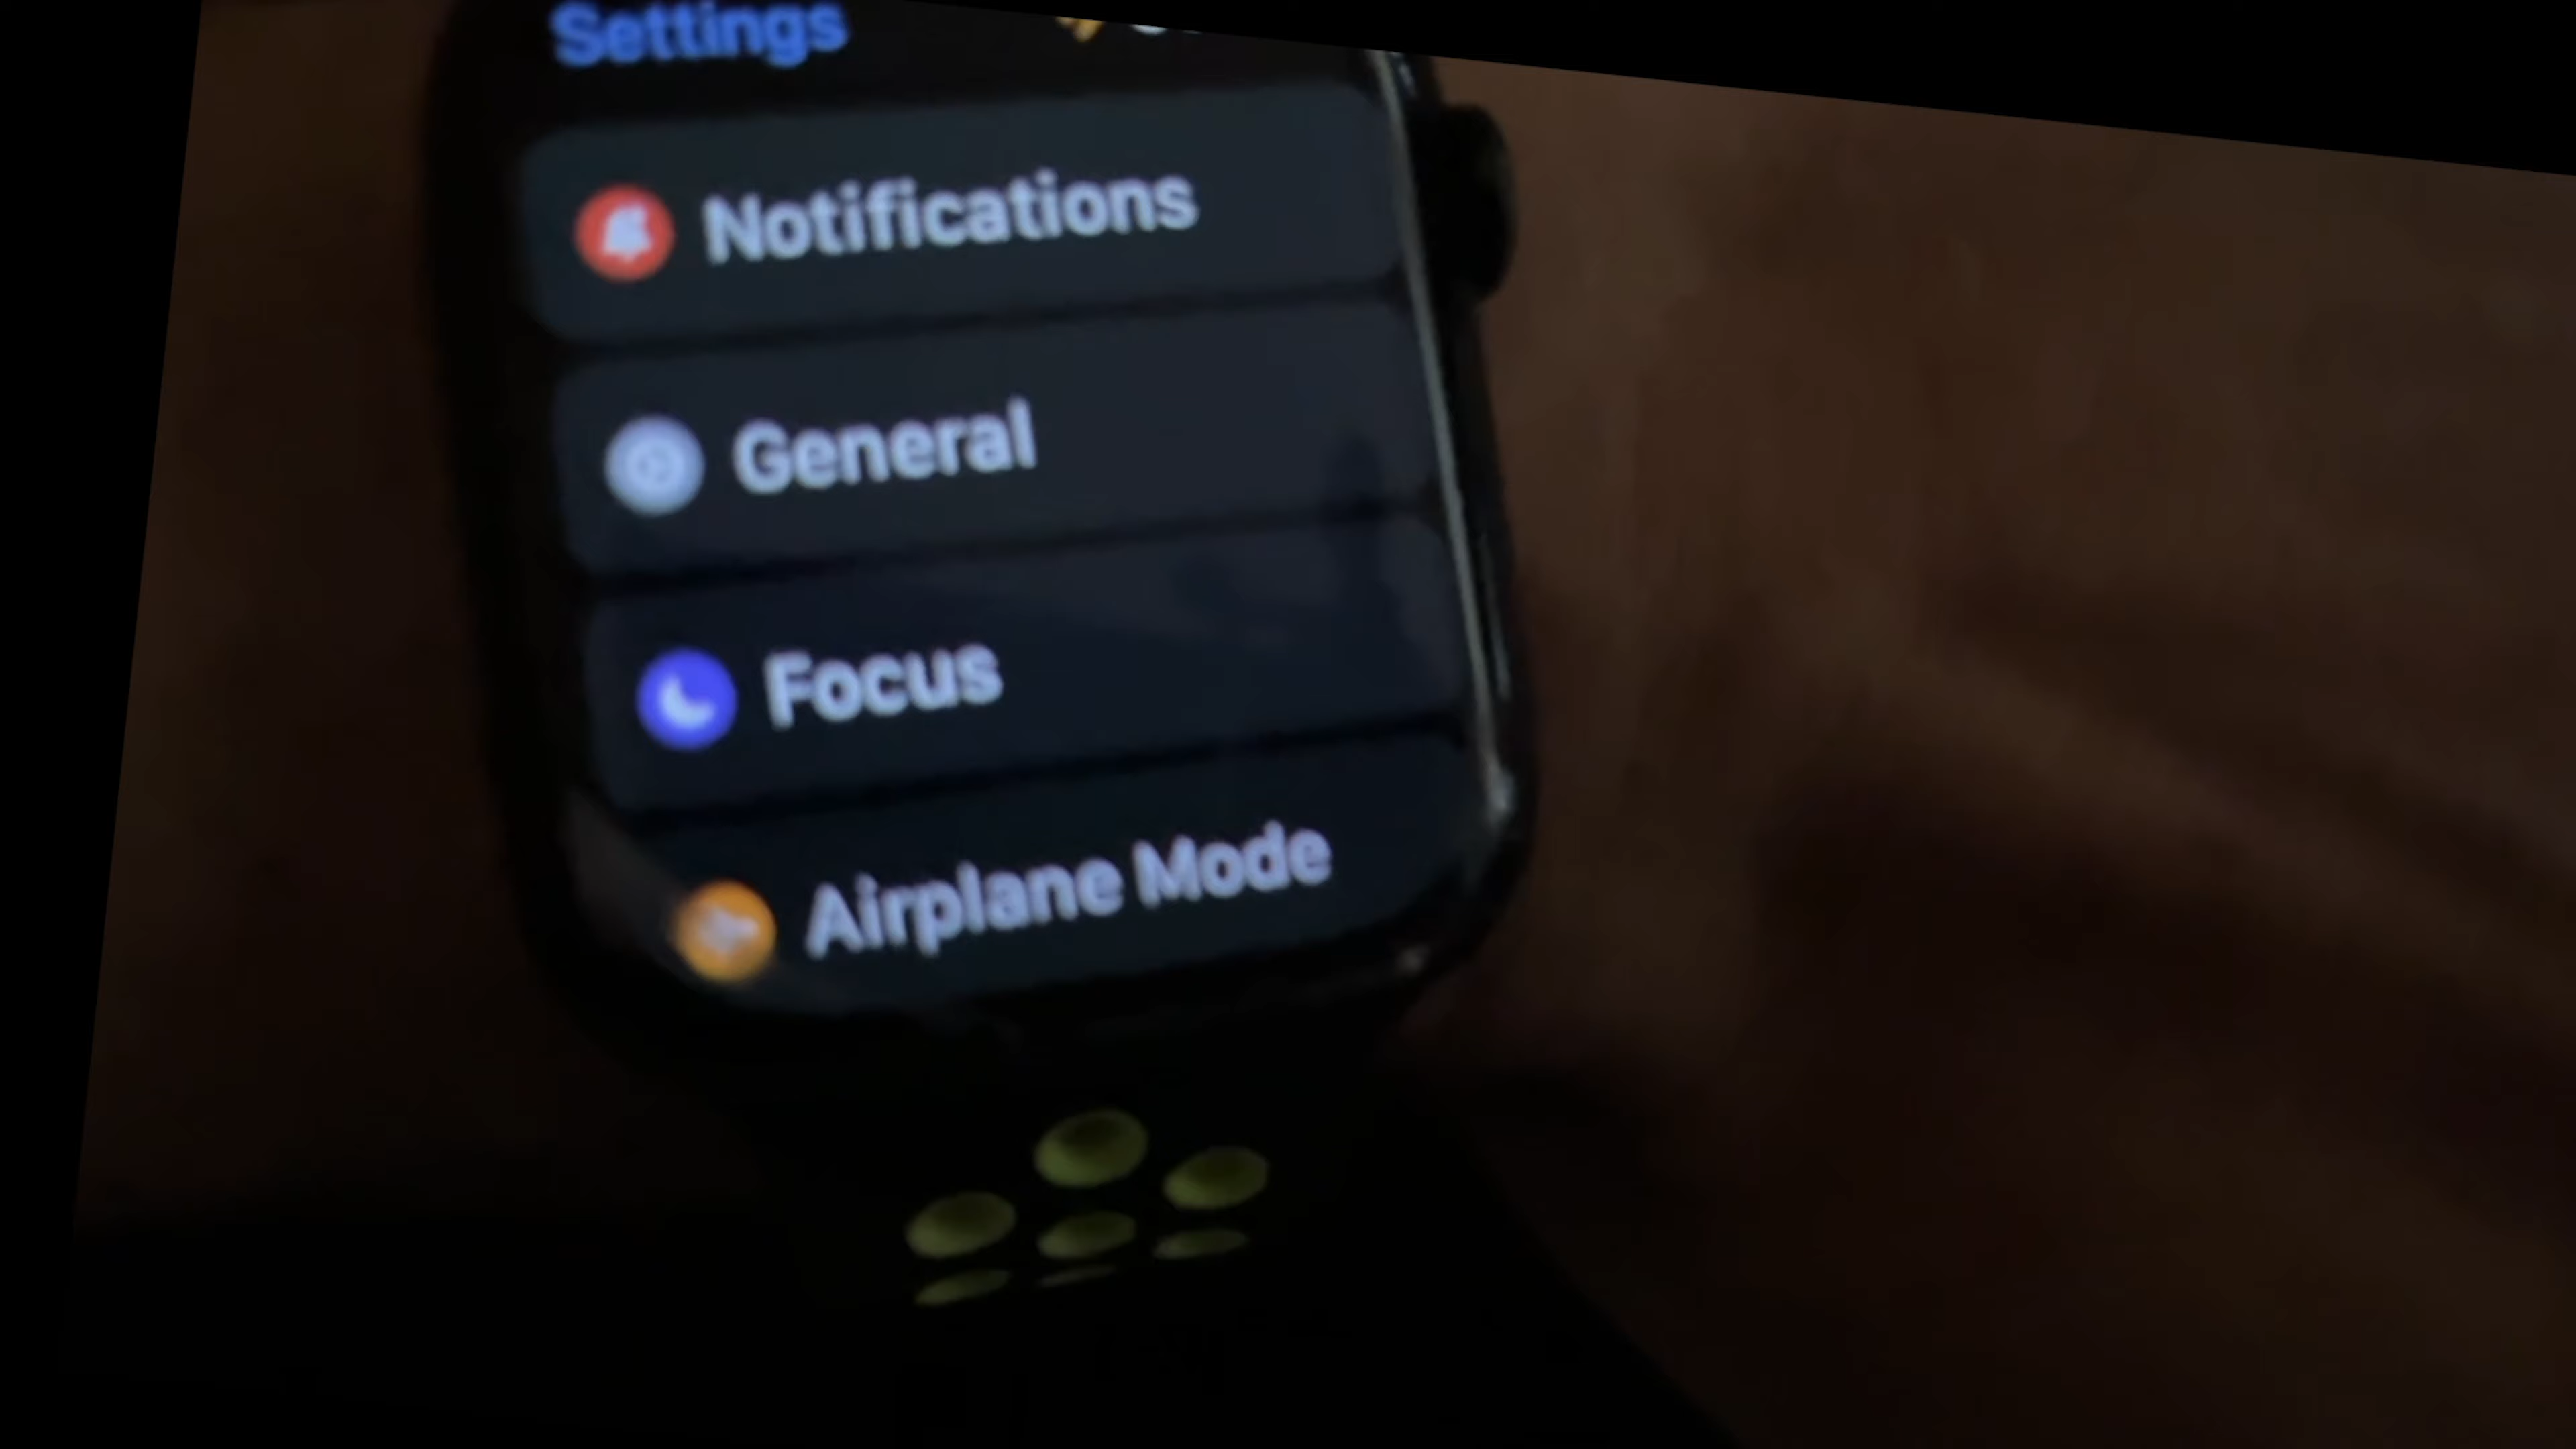 Settings
Notifications
General
Focus
Airplane Mode